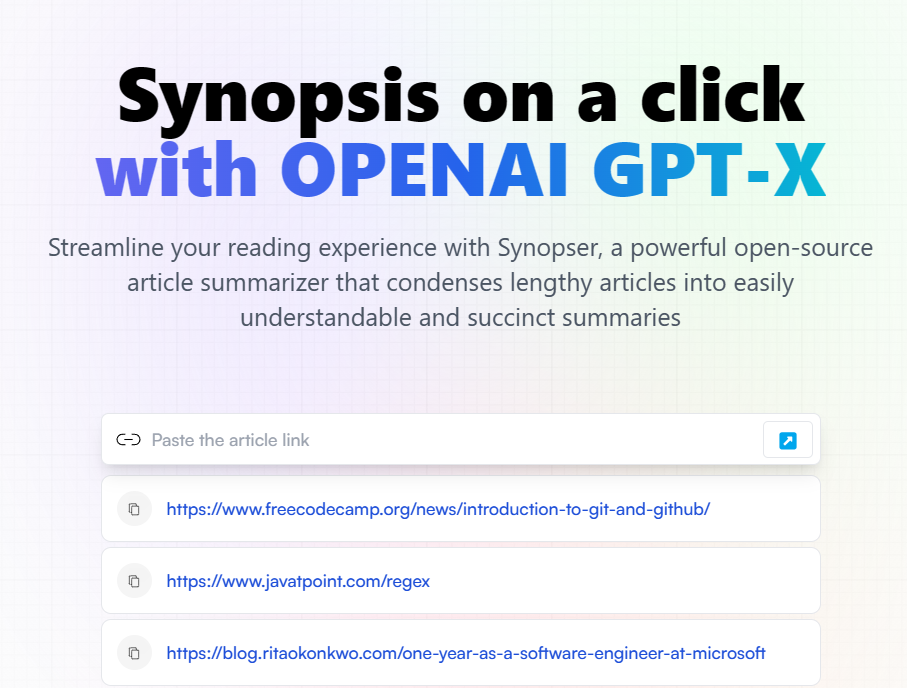 Synopsis on a click
with OPENAI GPT-X
Streamline your reading experience with Synopser, a powerful open-source
article summarizer that condenses lengthy articles into easily
understandable and succinct summaries
Paste the article link
https://www.freecodecamp.org/news/introduction-to-git-and-github/
https://www.javatpoint.com/regex
https://blog.ritaokonkwo.com/one-year-as-a-software-engineer-at-microsoft